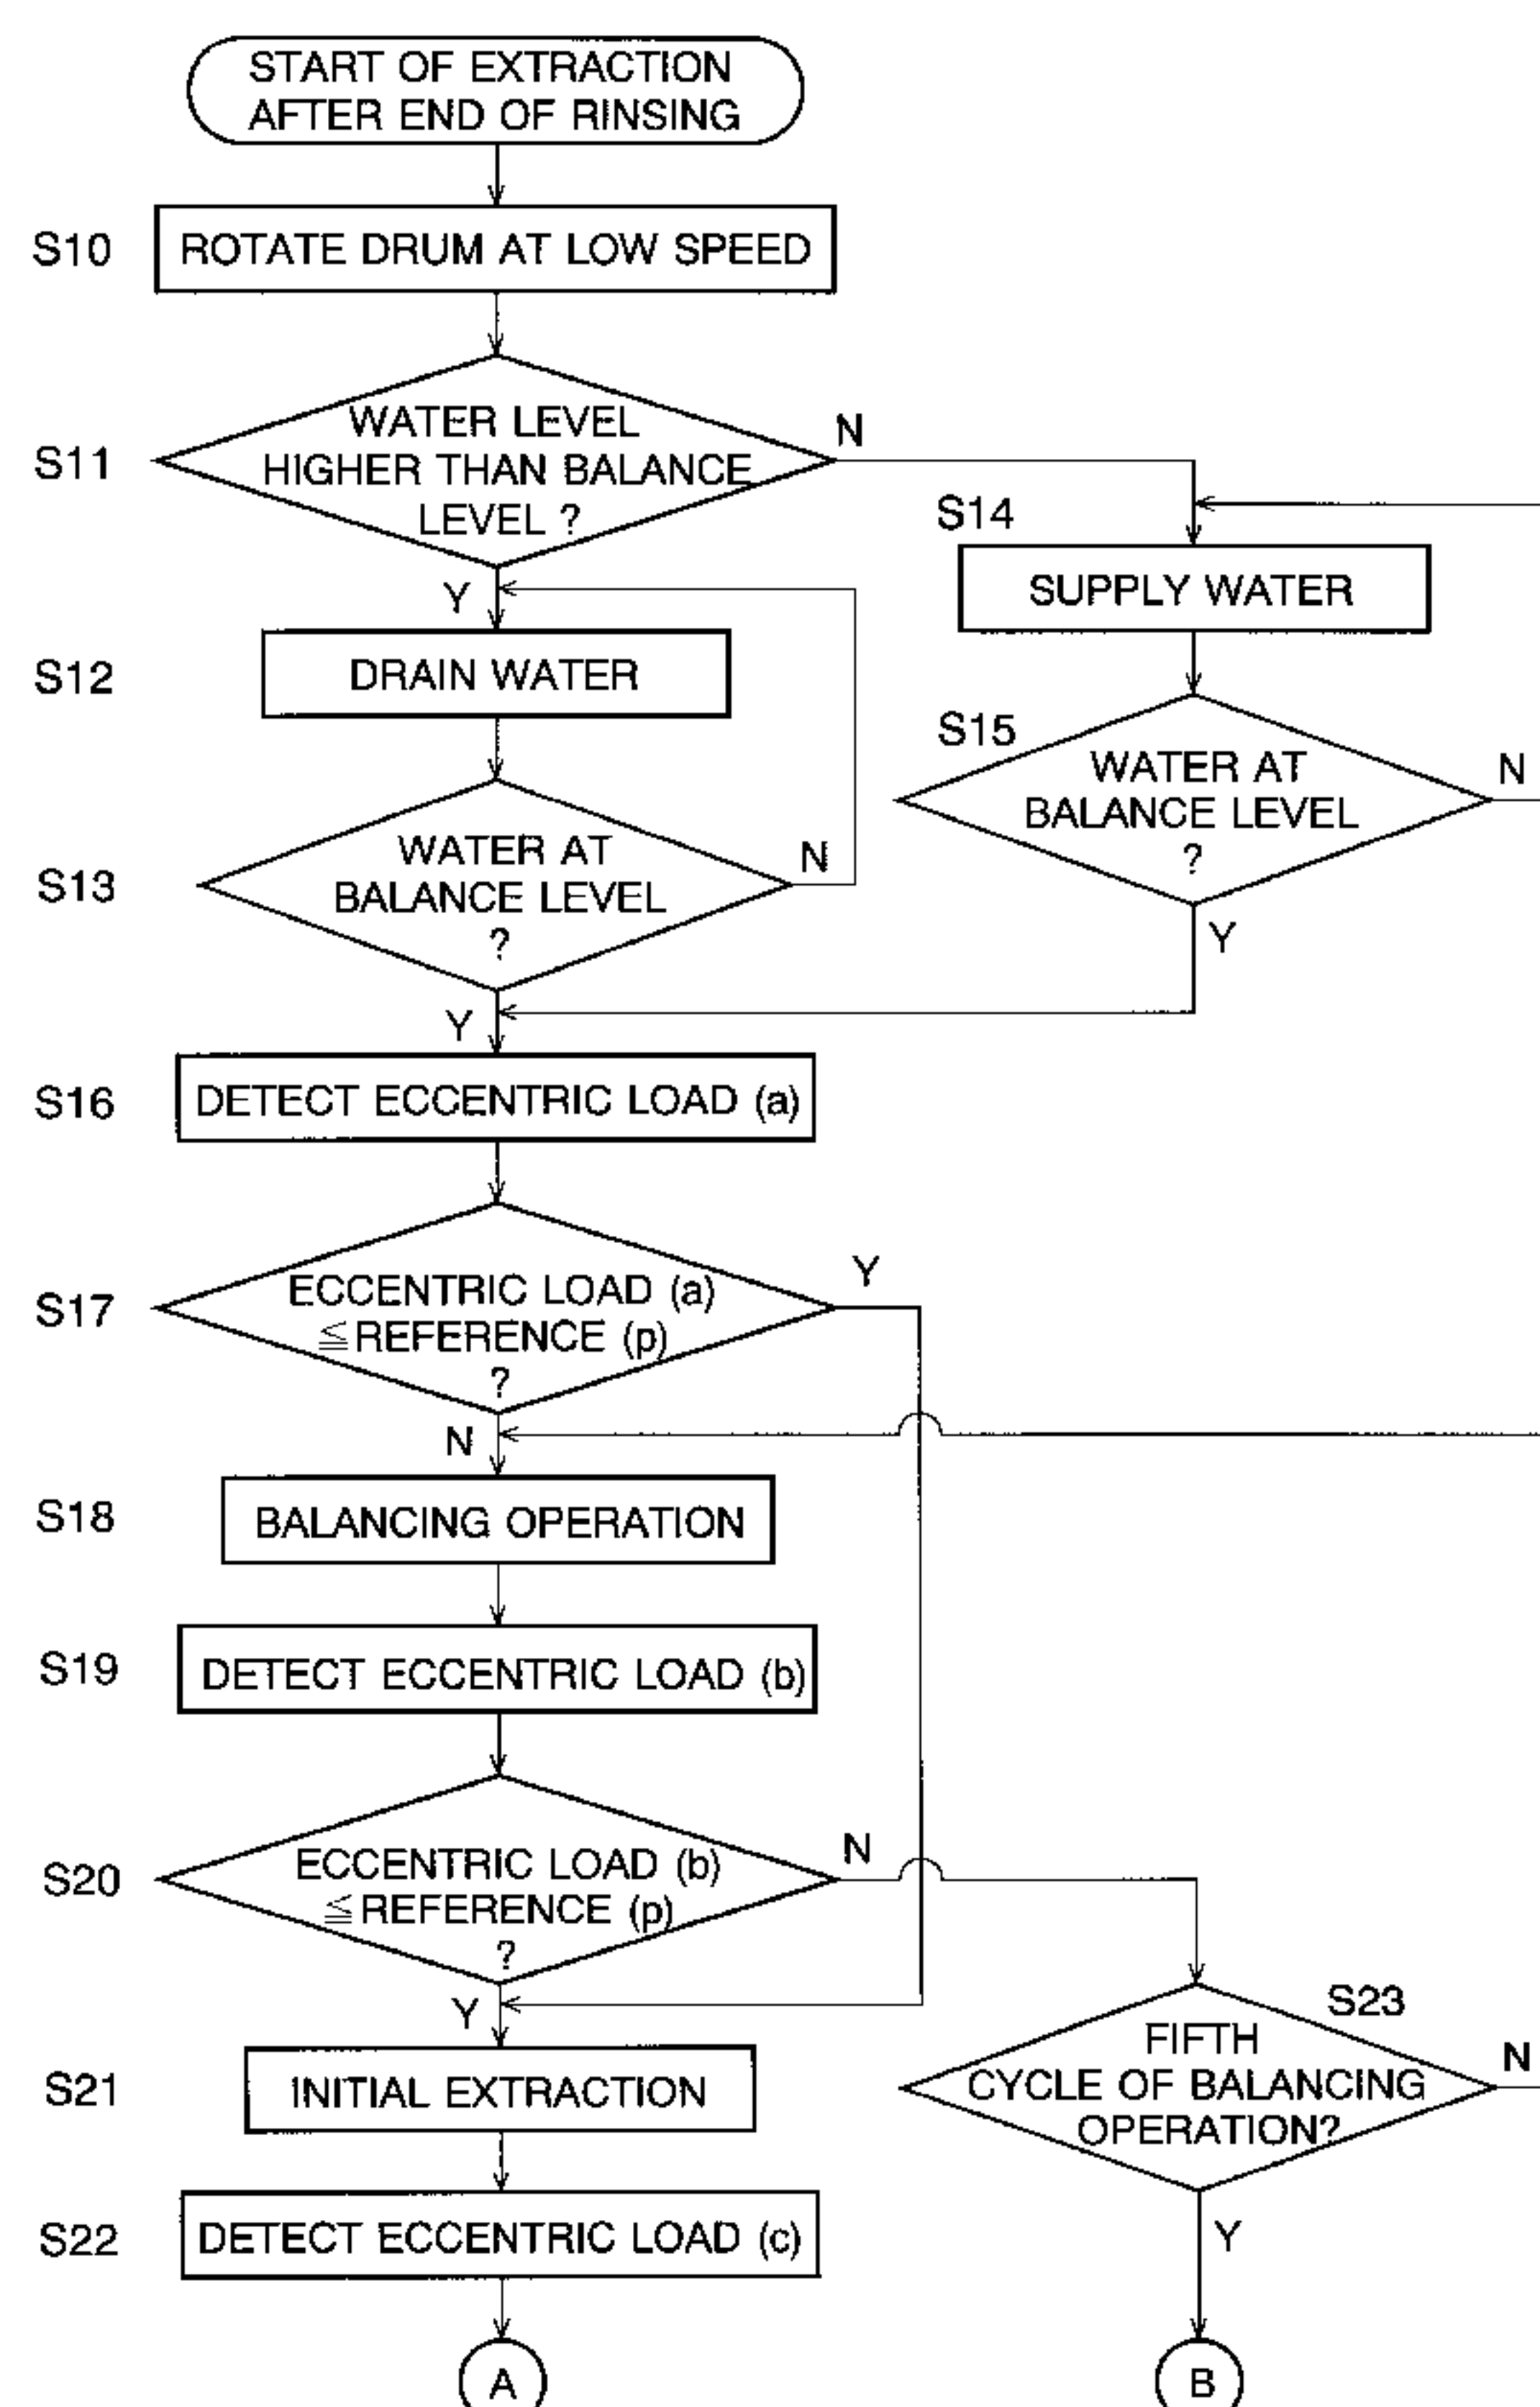 START OF EXTRACTION
AFTER END OF RINSING
S10
ROTATE DRUM AT LOW SPEED
S11
WATER LEVEL
HIGHER THAN BALANCE
LEVEL ?
N
Y
S14
SUPPLY WATER
S12
DRAIN WATER
S15
WATER AT
BALANCE LEVEL
?
N
Y
S13
WATER AT
BALANCE LEVEL
?
N
Y
S16
DETECT ECCENTRIC LOAD (a)
S17
ECCENTRIC LOAD (a)
≦REFERENCE (p)
?
Y
N
S18
BALANCING OPERATION
S19
DETECT ECCENTRIC LOAD (b)
S20
ECCENTRIC LOAD (b)
≦REFERENCE (p)
?
N
Y
S21
INITIAL EXTRACTION
S23
FIFTH
CYCLE OF BALANCING
OPERATION?
N
Y
S22
DETECT ECCENTRIC LOAD (c)
A
B